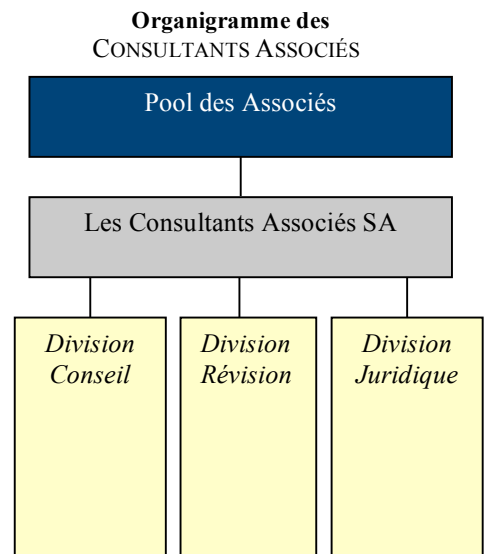 Organigramme des
CONSULTANTS ASSOCIÉS
Pool des Associés
Les Consultants Associés SA
Division
Conseil
Division
Révision
Division
Juridique